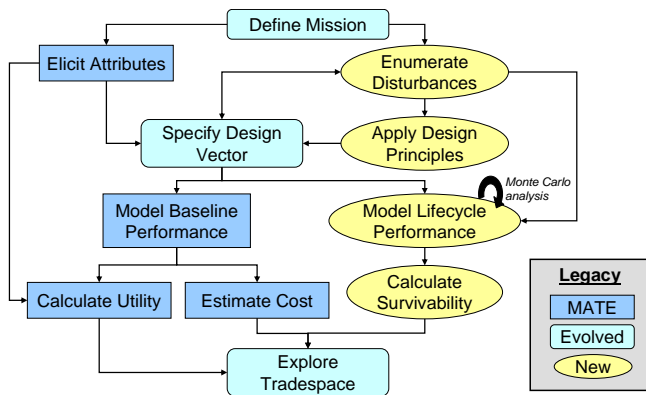 Define Mission
Elicit Attributes
Enumerate
Disturbances
Specify Design
Vector
Apply Design
Principles
Monte Carlo
analysis
Model Baseline
Performance
Model Lifecycle
Performance
Calculate Utility
Estimate Cost
Calculate
Survivability
Explore
Tradespace
Legacy
MATE
Evolved
New